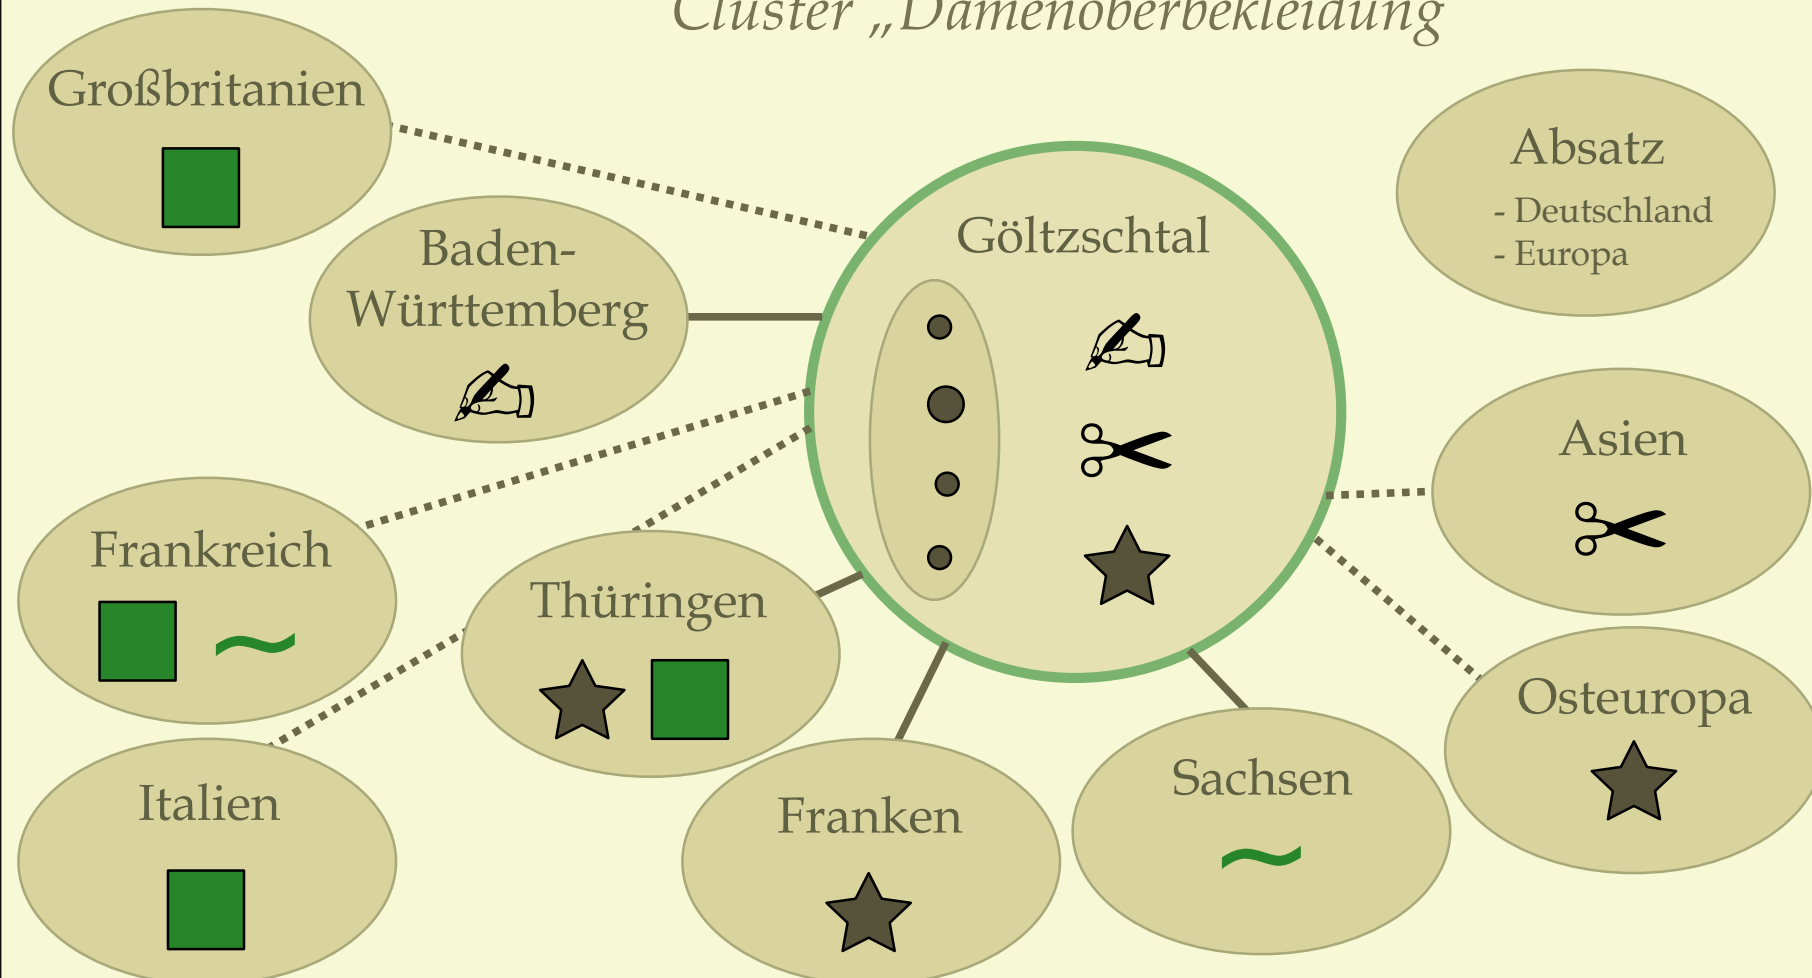 Cluster „Damenoberbekleidung
Großbritanien
Absatz
- Deutschland
- Europa
Baden-
Württemberg
Göltzschtal
Asien
Frankreich
Thüringen
Osteuropa
Italien
Franken
Sachsen